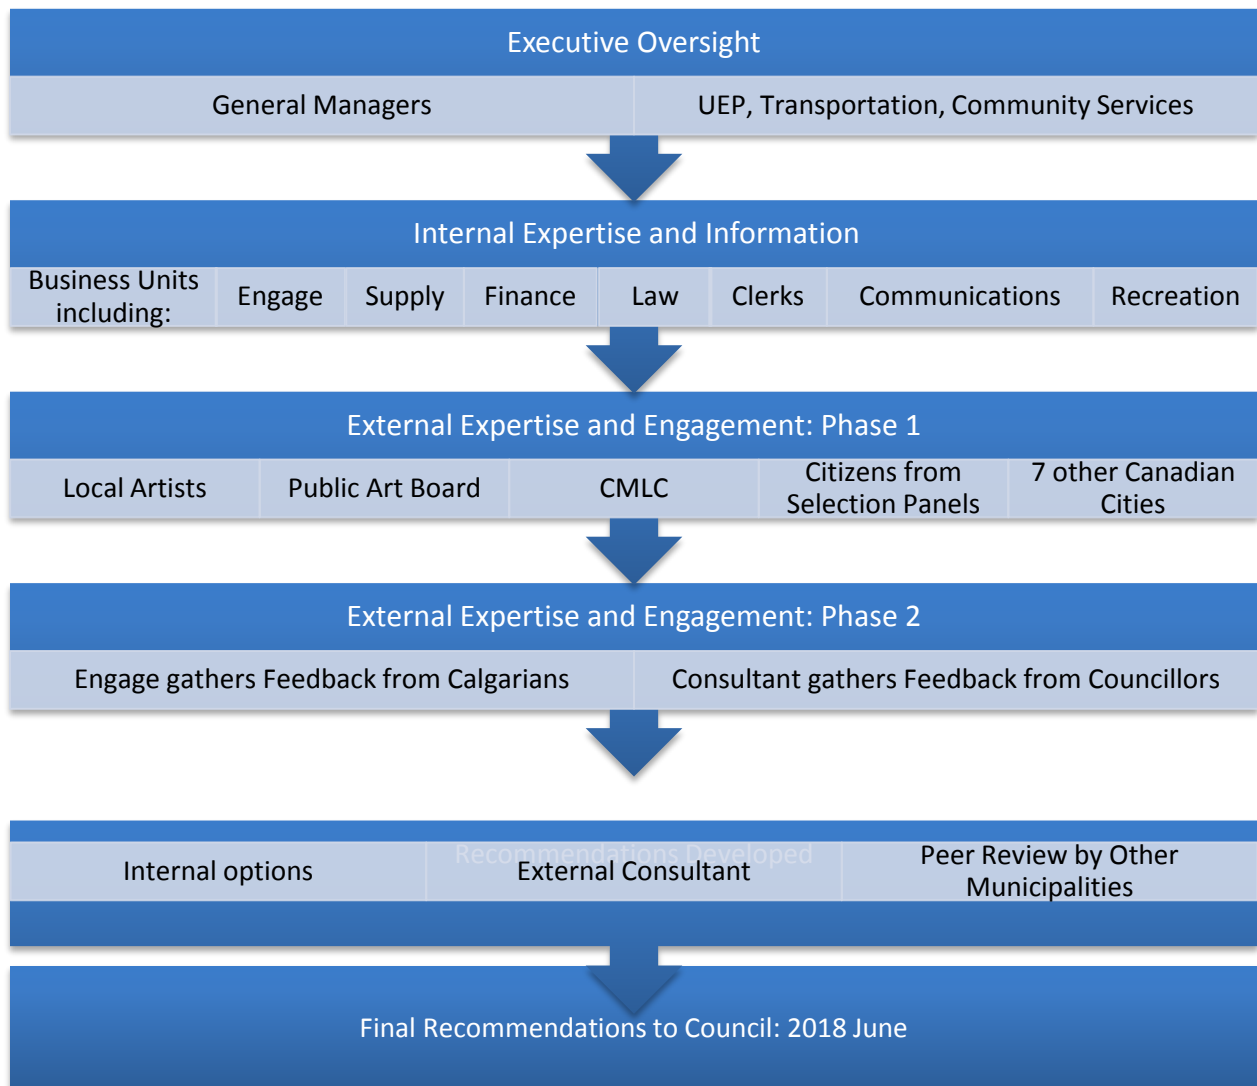 Executive Oversight
General Managers
UEP, Transportation, Community Services
Internal Expertise and Information
Business Units
including:
Engage
Supply
Finance
Law
Clerks
Communications
Recreation
External Expertise and Engagement: Phase 1
Local Artists
Public Art Board
CMLC
Citizens from
Selection Panels
7 other Canadian
Cities
External Expertise and Engagement: Phase 2
Engage gathers Feedback from Calgarians
Consultant gathers Feedback from Councillors
Recommendations Developed
Internal options
External Consultant
Peer Review by Other
Municipalities
Final Recommendations to Council: 2018 June